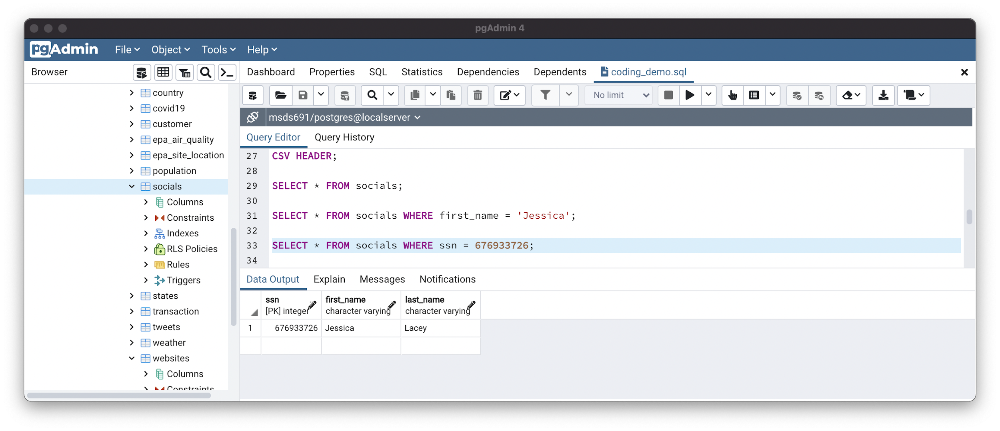 pgAdmin 4
pgAdmin File Object Tools Help
Browser
Dashboard Properties SQL Statistics Dependencies Dependents coding_demo.sql
No limit
msds691/postgres@localserver
Query Editor Query History
country
covid19
customer
epa_air_quality
epa_site_location
population
socials
Columns
Constraints
Indexes
RLS Policies
Rules
Triggers
states
transaction
tweets
weather
websites
Columns
Constraints
27 CSV HEADER;
28
29 SELECT * FROM socials;
30
31 SELECT * FROM socials WHERE first_name = 'Jessica';
32
33 SELECT * FROM socials WHERE ssn = 676933726;
34
Data Output Explain Messages Notifications
ssn first_name last_name
[PK] integer character varying character varying
1 676933726 Jessica Lacey